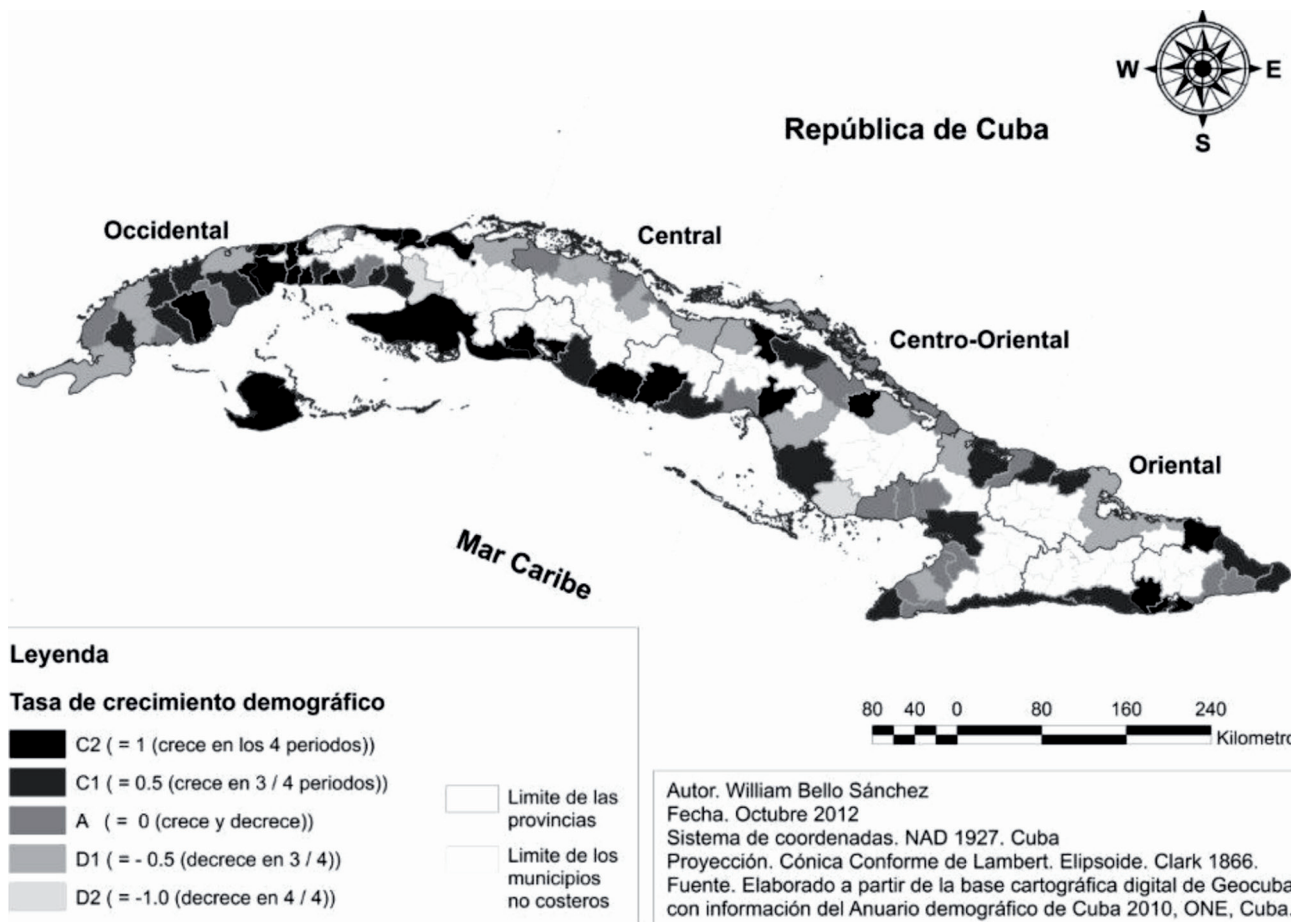 W E
S
República de Cuba
Occidental
Central
Centro-Oriental
Oriental
Mar Caribe
Leyenda
Tasa de crecimiento demográfico
C2 ( = 1 (crece en los 4 periodos))
C1 ( = 0.5 (crece en 3 / 4 periodos))
A ( = 0 (crece y decrece))
D1 ( = - 0.5 (decrece en 3 / 4))
D2 ( = -1.0 (decrece en 4 / 4))
Limite de las
provincias
Limite de los
municipios
no costeros
80 40 0 80 160 240
Kilometro
Autor. William Bello Sánchez
Fecha. Octubre 2012
Sistema de coordenadas. NAD 1927. Cuba
Proyección. Cónica Conforme de Lambert. Elipsoide. Clark 1866.
Fuente. Elaborado a partir de la base cartográfica digital de Geocuba
con información del Anuario demográfico de Cuba 2010, ONE, Cuba.